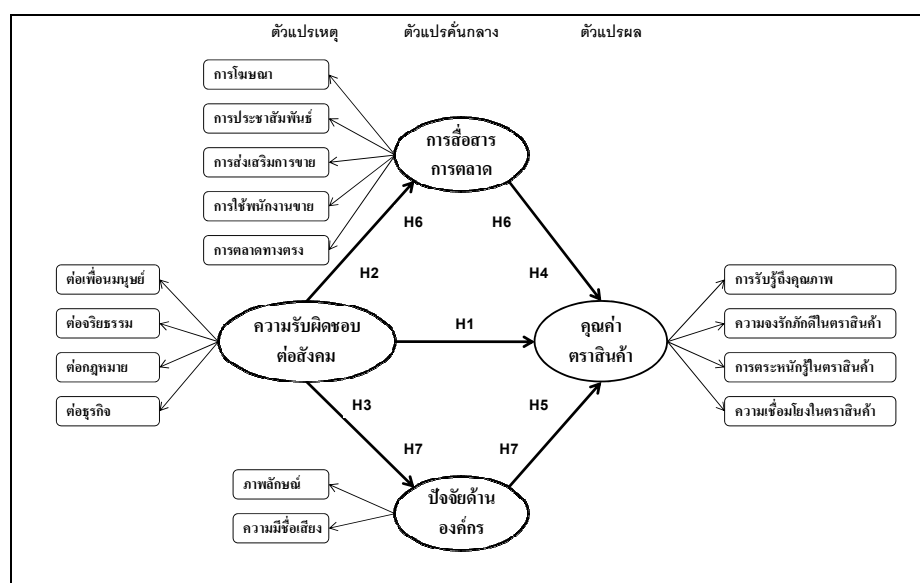 ตัวแปรเหตุ ตัวแปรคั่นกลาง ตัวแปรผล
การโฆษณา
การประชาสัมพันธ์
การส่งเสริมการขาย
การใช้พนักงานขาย
การตลาดทางตรง
การสื่อสาร
การตลาด
H6 H6
H2 H4
ต่อเพื่อนมนุษย์
ต่อจริยธรรม
ต่อกฎหมาย
ต่อธุรกิจ
ความรับผิดชอบ
ต่อสังคม
H1
คุณค่า
ตราสินค้า
การรับรู้ถึงคุณภาพ
ความจงรักภักดีในตราสินค้า
การตระหนักรู้ในตราสินค้า
ความเชื่อมโยงในตราสินค้า
H3 H5
H7 H7
ภาพลักษณ์
ความมีชื่อเสียง
ปัจจัยด้าน
องค์กร